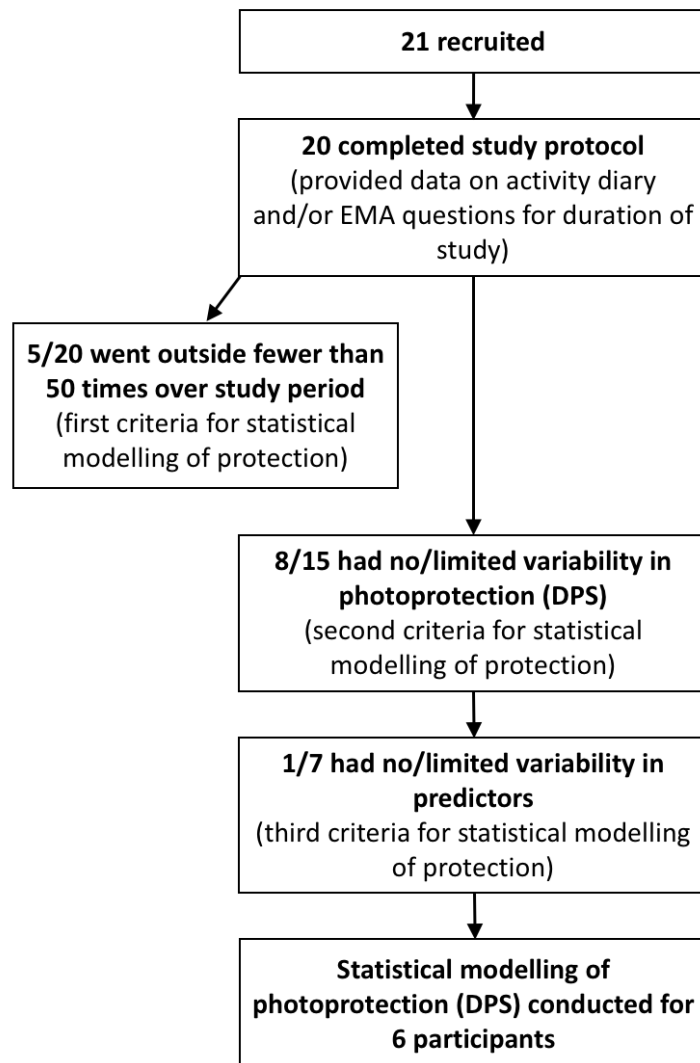 21 recruited
20 completed study protocol
(provided data on activity diary
and/or EMA questions for duration of
study)
5/20 went outside fewer than
50 times over study period
(first criteria for statistical
modelling of protection)
8/15 had no/limited variability in
photoprotection (DPS)
(second criteria for statistical
modelling of protection)
1/7 had no/limited variability in
predictors
(third criteria for statistical modelling
of protection)
Statistical modelling of
photoprotection (DPS) conducted for
6 participants